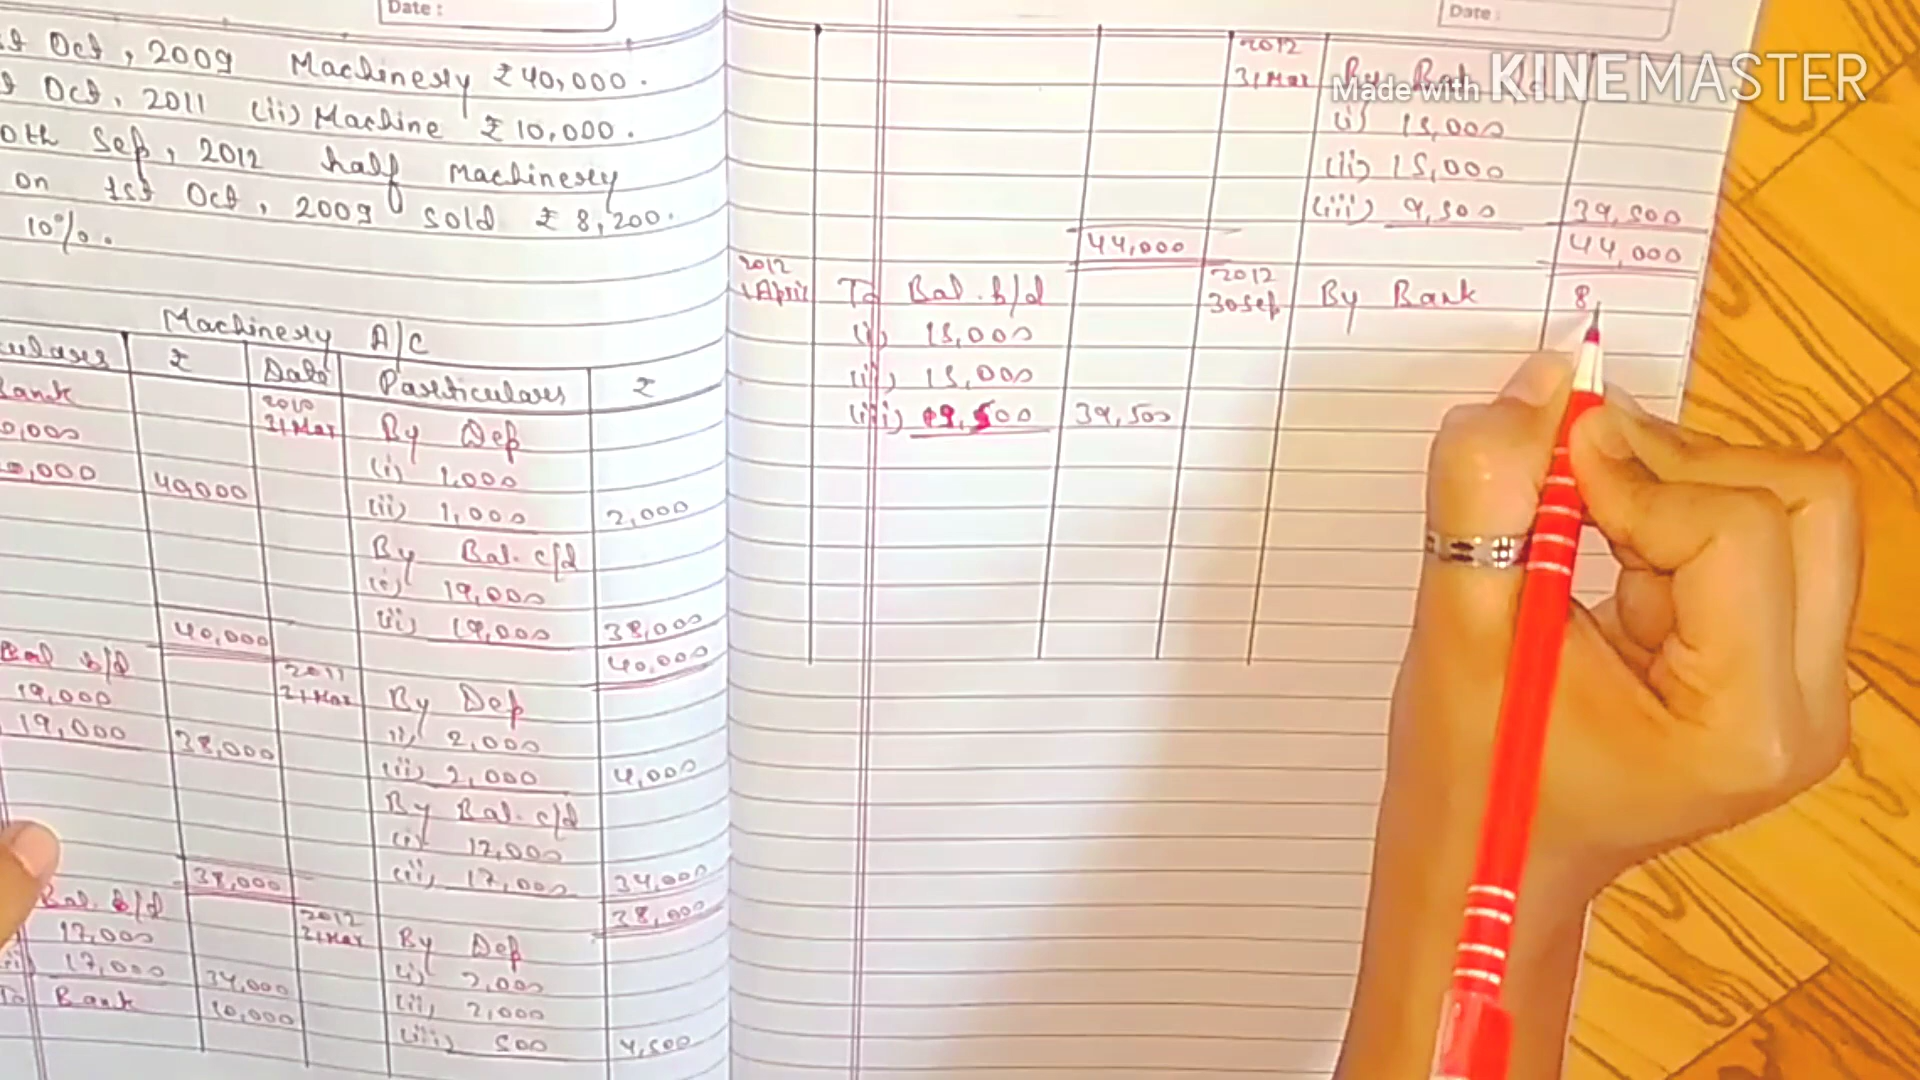 Date :
Oct, 2009 Machinery ₹40,000.
Oct, 2011 (ii) Machine ₹10,000.
Sep, 2012 half Machinery
on 1st Oct, 2009 sold ₹ 8,200.
10%.
Machinery A/C
₹ Date Particulars ₹
2010
31 Mar By Dep
(i) 1,000
40,000 (ii) 1,000 2,000
By Bal. c/d
(i) 19,000
(ii) 19,000 38,000
40,000 40,000
Bal b/d 2011
31 Mar By Dep
19,000 2,000
19,000 38,000 (ii) 2,000 4,000
By Bal. c/d
(i) 17,000
(ii) 17,000 34,000
38,000 38,000
Bal. b/d 2012
31 Mar By Dep
17,000 (i) 2,000
17,000 34,000 (ii) 2,000
To Bank 10,000 (iii) 500 4,500
Date :
2012
31 Mar By Bal c/d
Made with KINEMASTER
(i) 15,000
(ii) 15,000
(iii) 9,500 39,500
44,000 44,000
2012
1 April To Bal. b/d 2012
30 Sep By Bank 8,
(i) 15,000
(ii) 15,000
(iii) 9,500 39,500